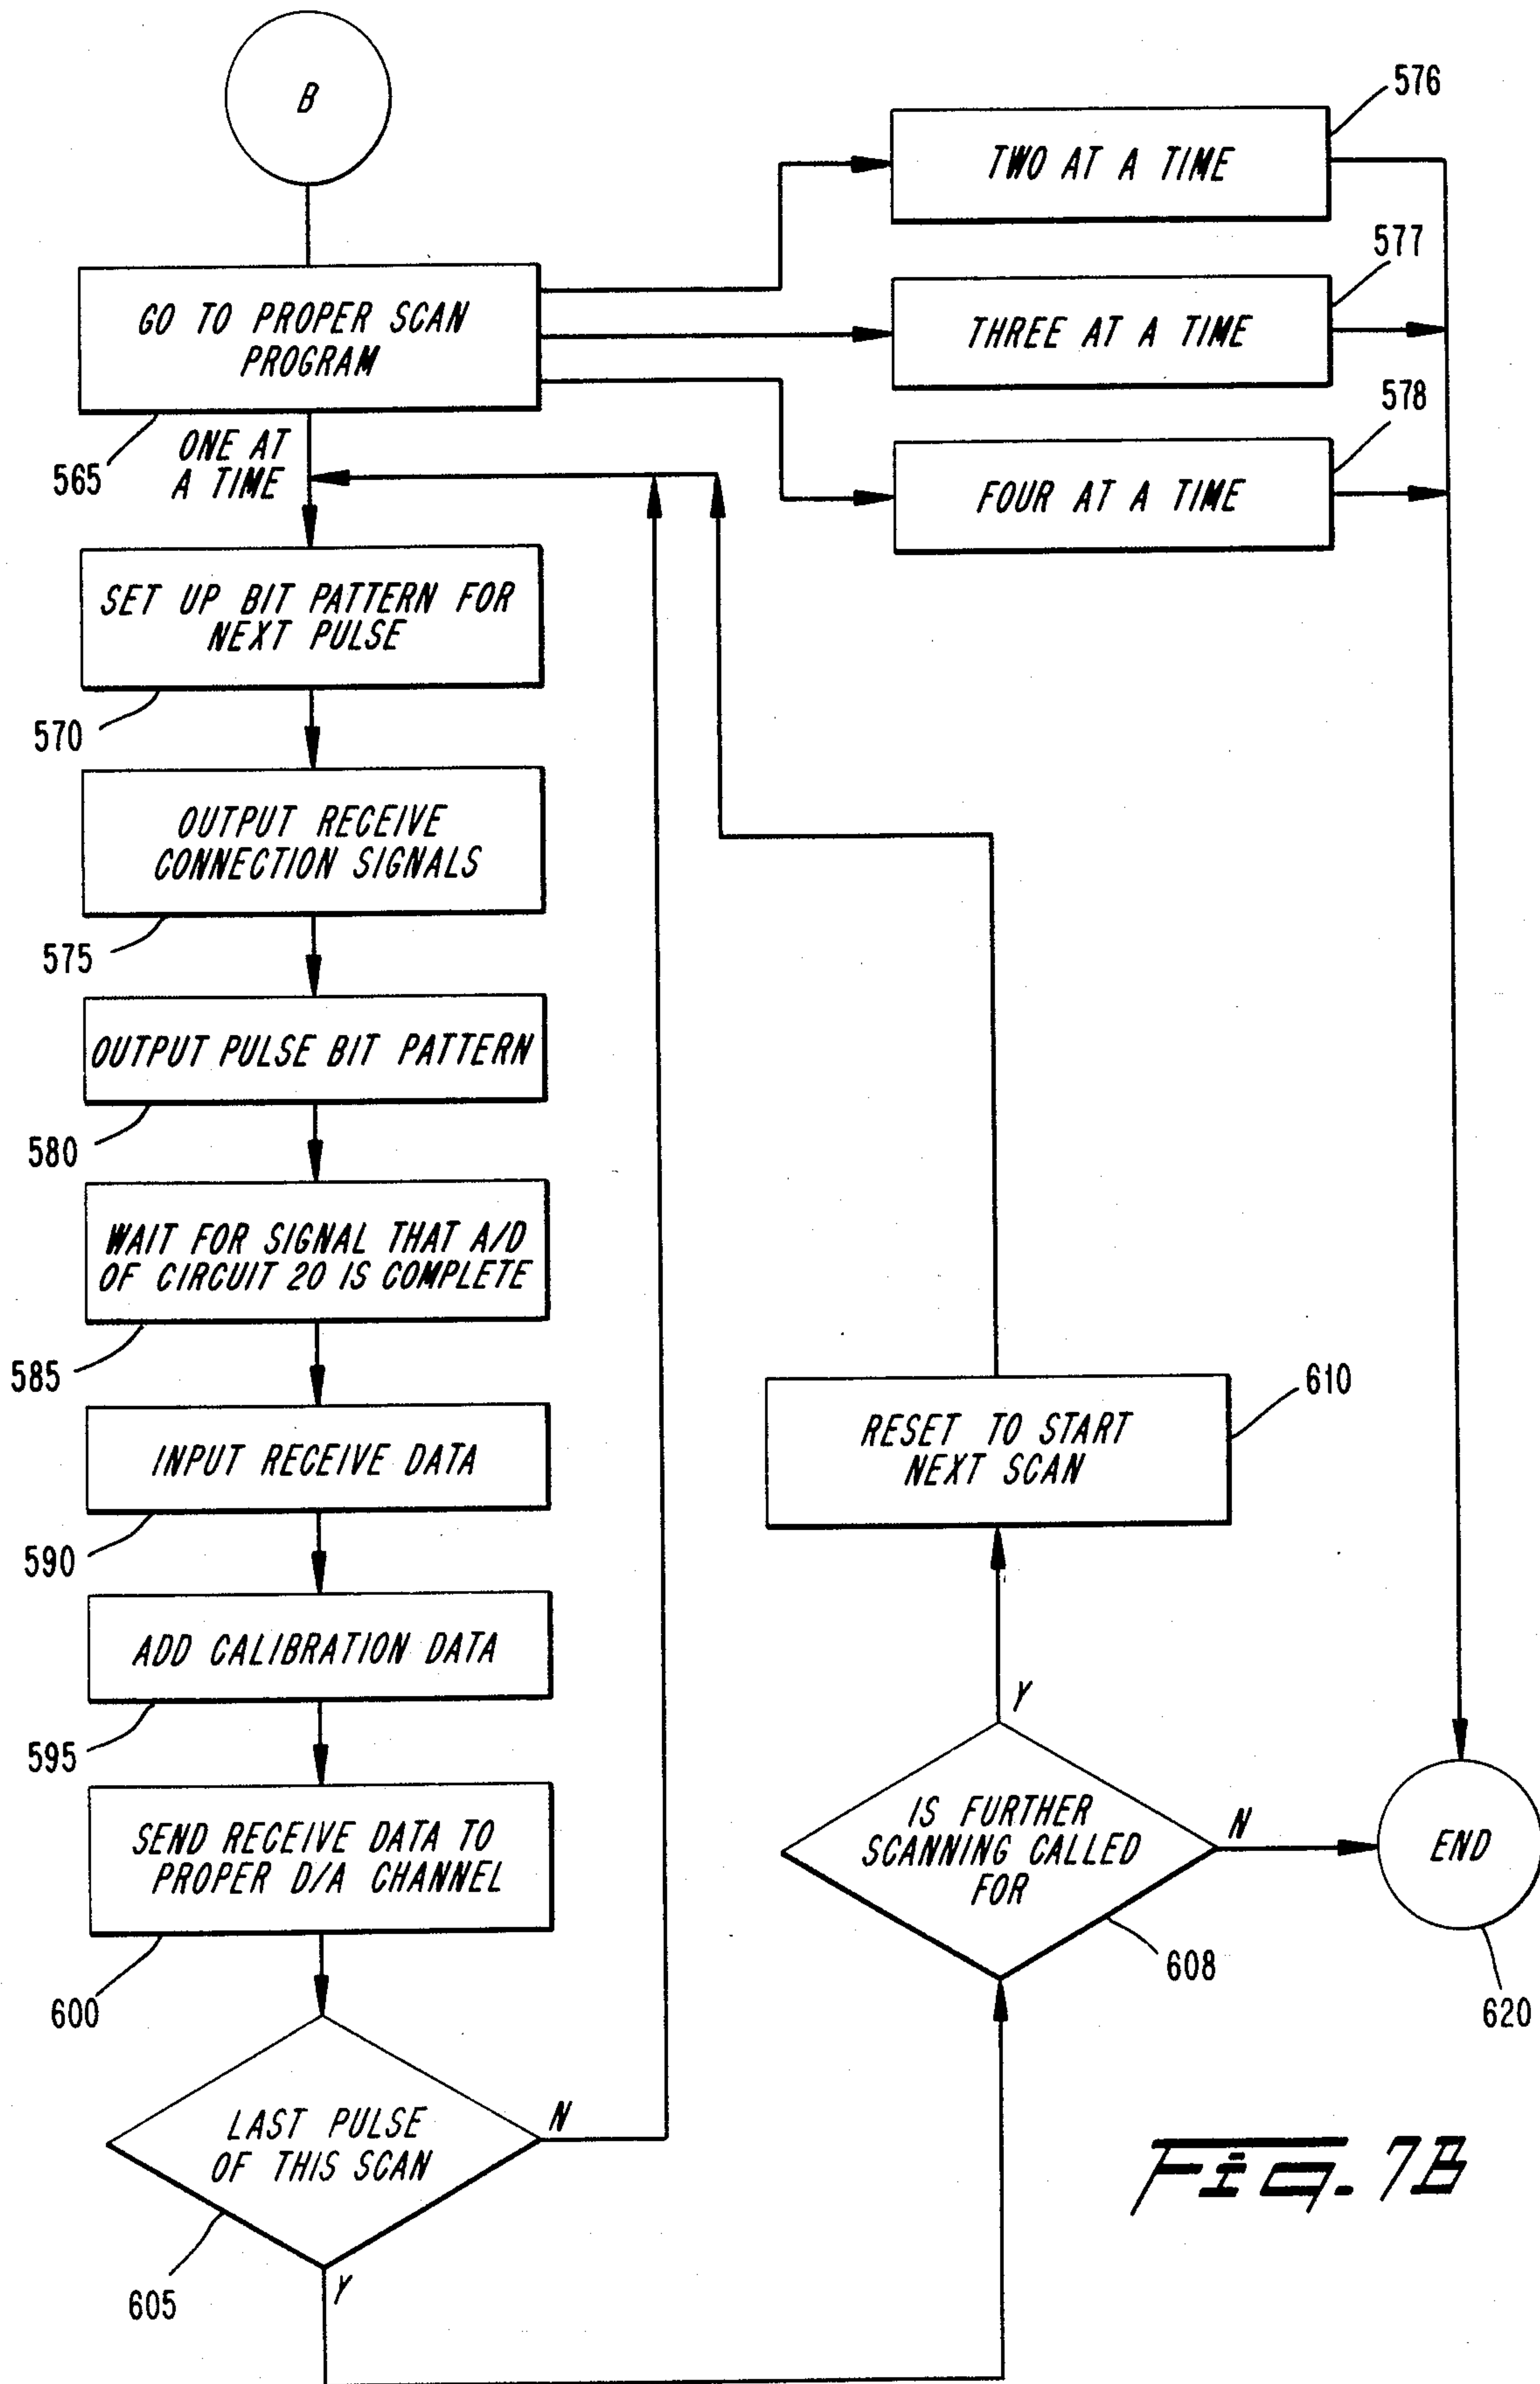 B
GO TO PROPER SCAN
PROGRAM
565
ONE AT
A TIME
576
TWO AT A TIME
577
THREE AT A TIME
578
FOUR AT A TIME
SET UP BIT PATTERN FOR
NEXT PULSE
570
OUTPUT RECEIVE
CONNECTION SIGNALS
575
OUTPUT PULSE BIT PATTERN
580
WAIT FOR SIGNAL THAT A/D
OF CIRCUIT 20 IS COMPLETE
585
INPUT RECEIVE DATA
590
ADD CALIBRATION DATA
595
SEND RECEIVE DATA TO
PROPER D/A CHANNEL
600
LAST PULSE
OF THIS SCAN
N
605
Y
610
RESET TO START
NEXT SCAN
Y
IS FURTHER
SCANNING CALLED
FOR
N
608
END
620
Fig. 7B